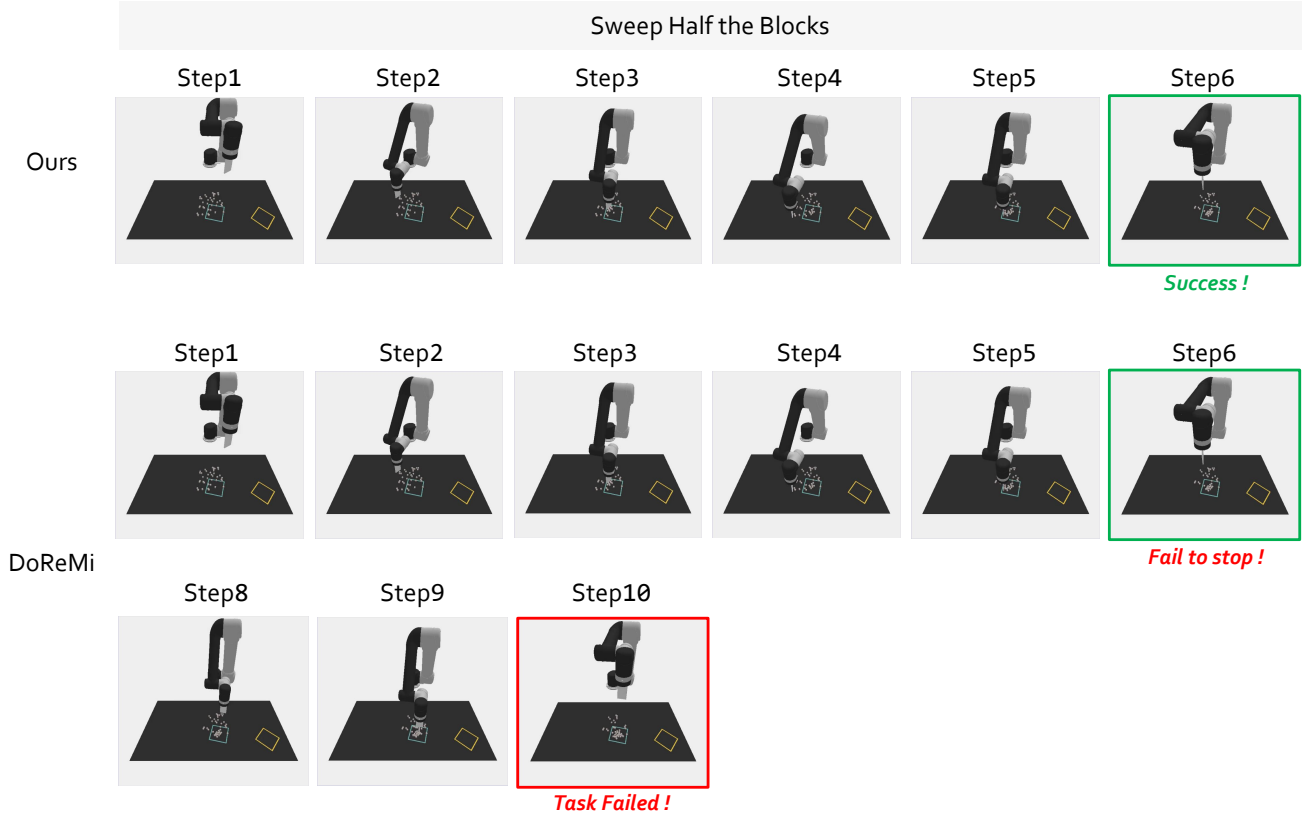 Sweep Half the Blocks
Step1 Step2 Step3 Step4 Step5 Step6
Ours
Success !
Step1 Step2 Step3 Step4 Step5 Step6
Fail to stop !
DoReMi
Step8 Step9 Step10
Task Failed !